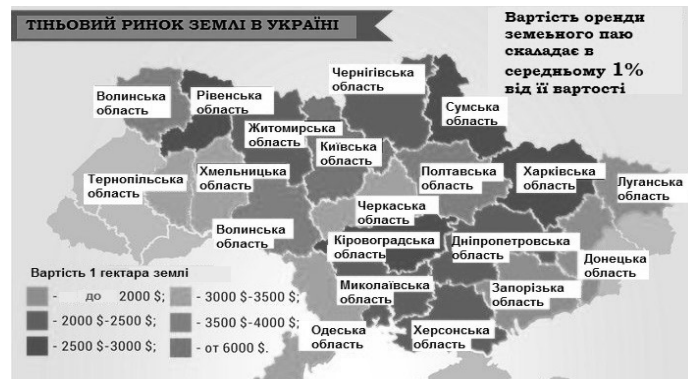 ТІНЬОВИЙ РИНОК ЗЕМЛІ В УКРАЇНІ
Вартість оренди
земеьного паю
скаладає в
середньому 1%
від її вартості
Чернігівська
область
Волинська
область
Рівенська
область
Сумська
область
Житомирська
область
Київська
область
Тернопільська
область
Хмельницька
область
Полтавська
область
Харківська
область
Луганська
область
Черкаська
область
Волинська
область
Кіровоградська
область
Дніпропетровська
область
Донецька
область
Миколаївська
область
Запорізька
область
Одеська
область
Херсонська
область
Вартість 1 гектара землі
- до 2000 $;
- 2000 $-2500 $;
- 2500 $-3000 $;
- 3000 $-3500 $;
- 3500 $-4000 $;
- от 6000 $.